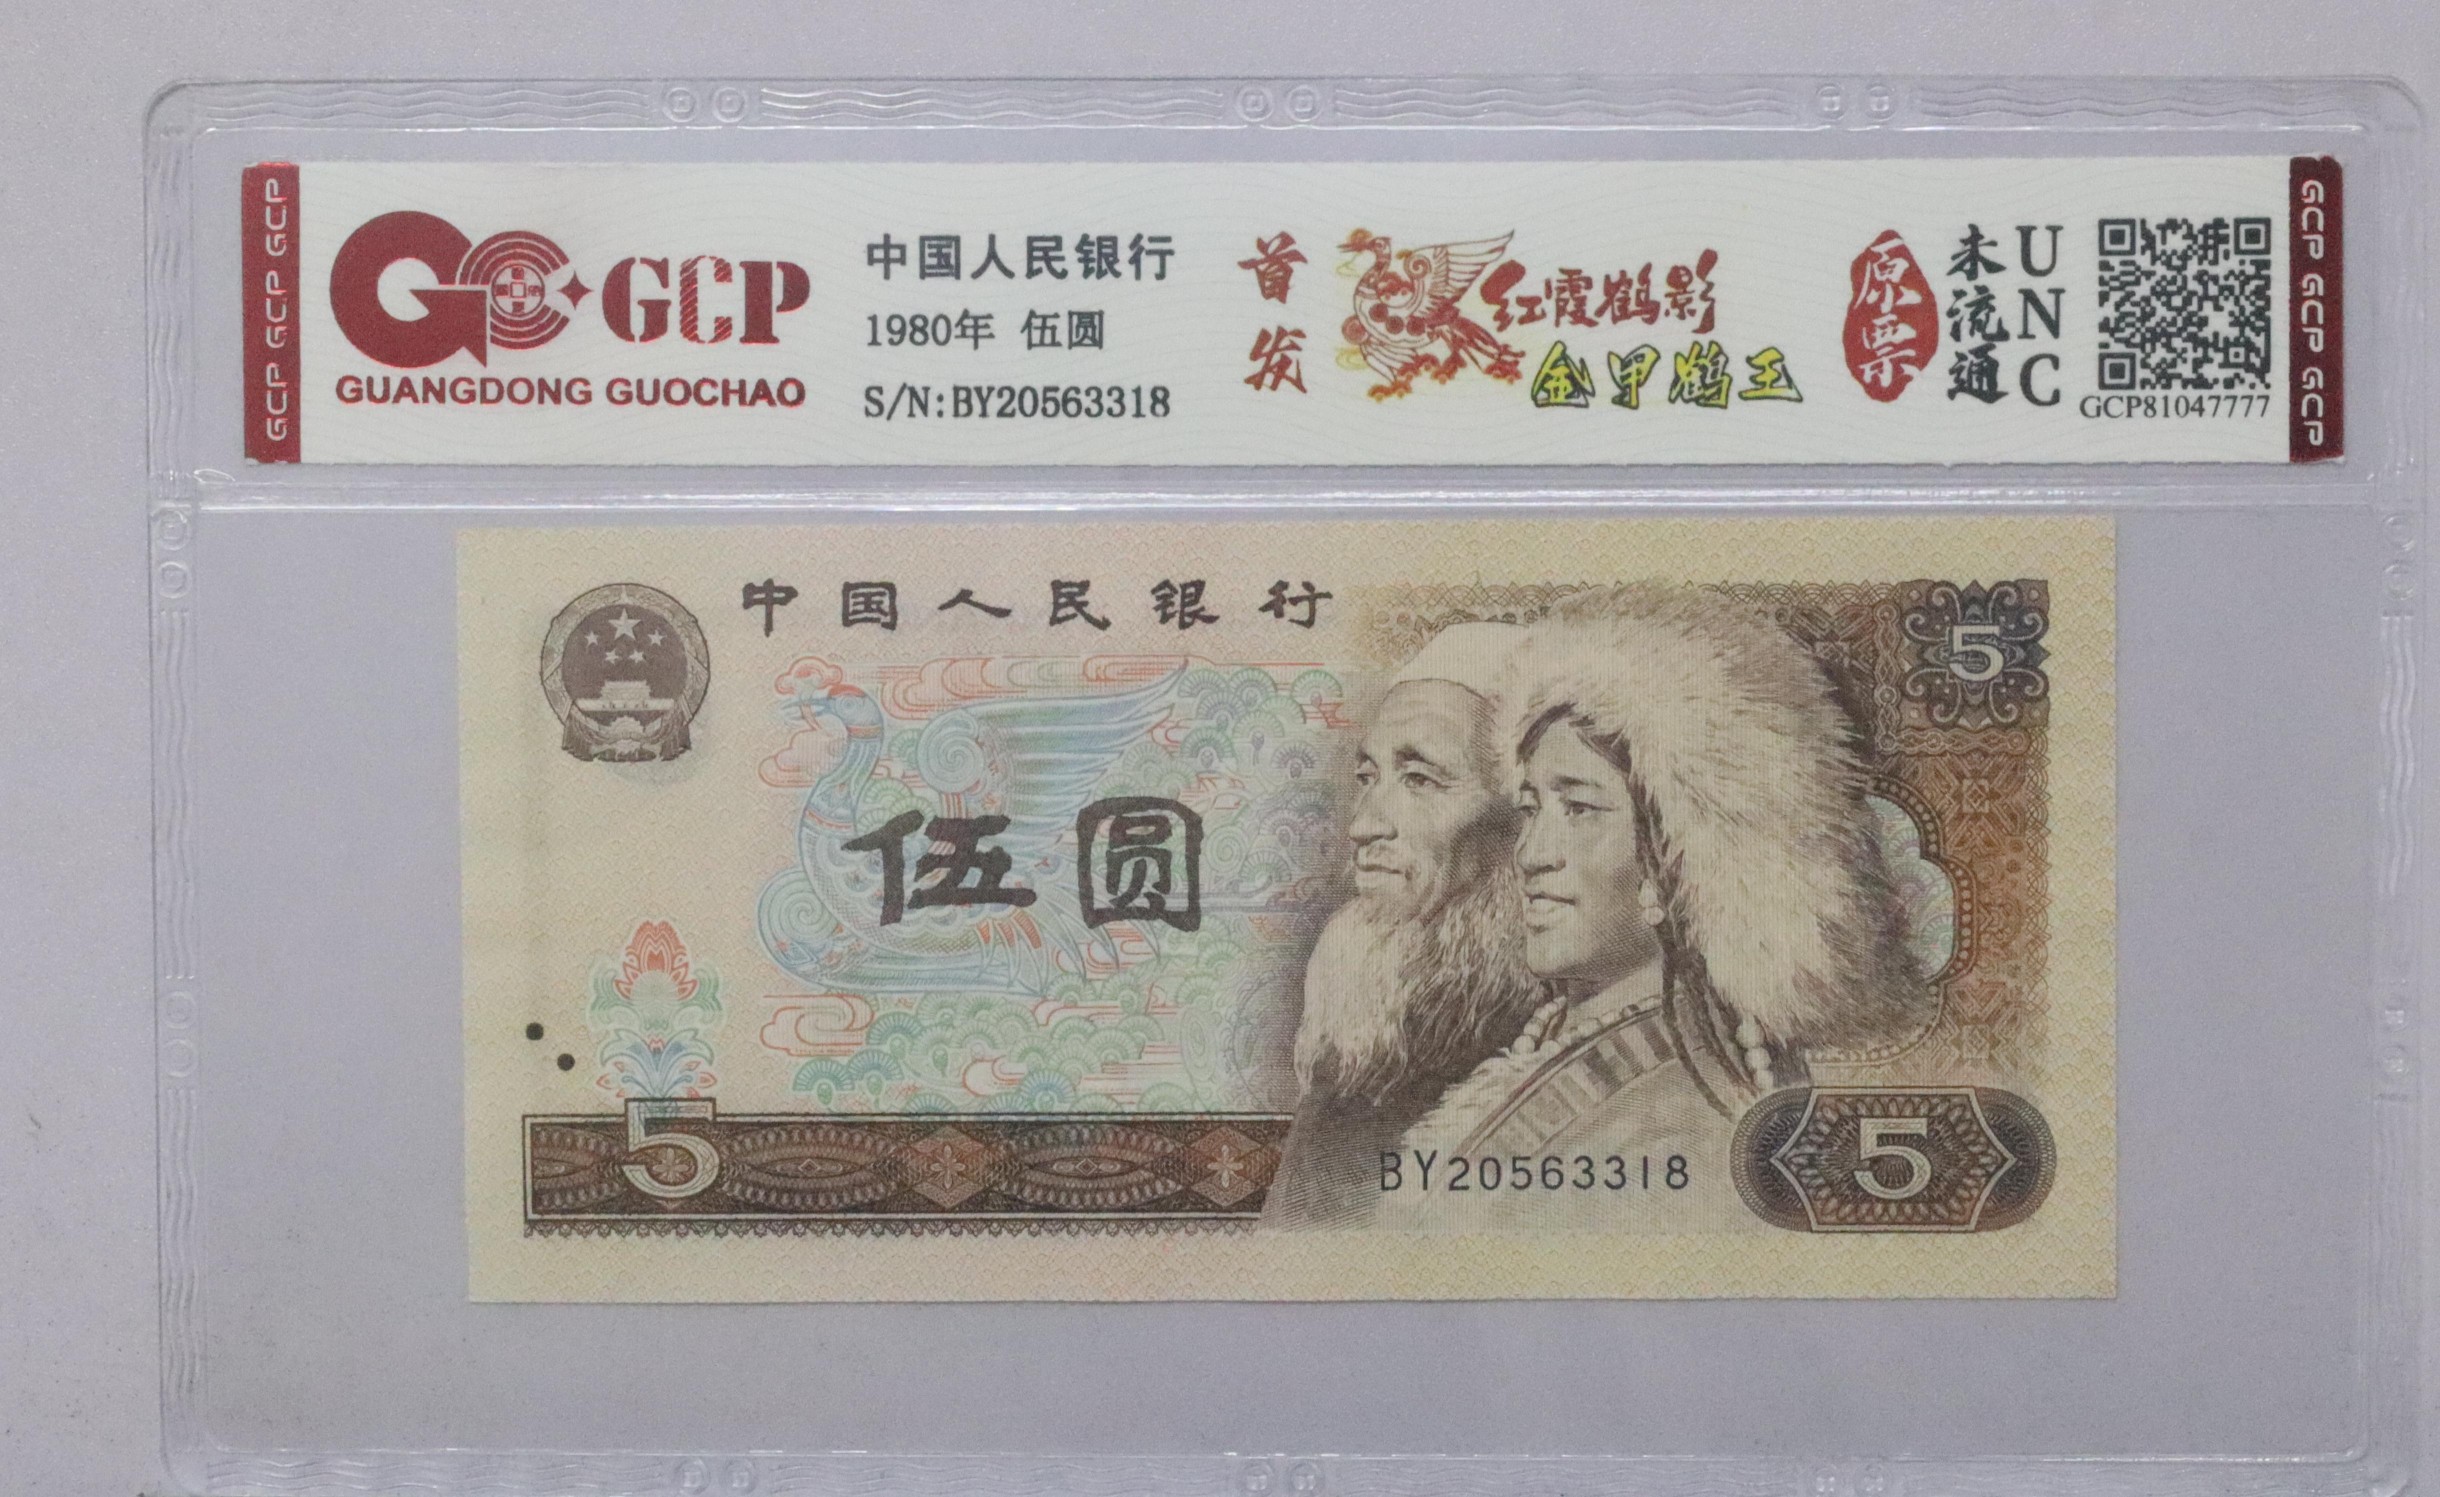 GCP GCP GCP
GCP
GUANGDONG GUOCHAO
中国人民银行
1980年 伍圆
S/N:BY20563318
首发
红霞鹤影
金甲鹤王
原票
未流通
UNC
GCP81047777
GCP GCP GCP
中国人民银行
5
伍圆
5
BY20563318
5